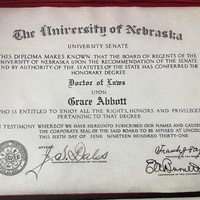 The University of Nebraska
UNIVERSITY SENATE
THIS DIPLOMA MAKES KNOWN THAT THE BOARD OF REGENTS OF THE
UNIVERSITY OF NEBRASKA UPON THE RECOMMENDATION OF THE SENATE
AND BY AUTHORITY OF THE STATUTES OF THE STATE HAS CONFERRED THE
HONORARY DEGREE
Doctor of Laws
UPON
Grace Abbott
WHO IS ENTITLED TO ENJOY ALL THE RIGHTS, HONORS AND PRIVILEGES
PERTAINING TO THAT DEGREE
IN TESTIMONY WHEREOF WE HAVE HEREUNTO SUBSCRIBED OUR NAMES AND CAUSED
THE CORPORATE SEAL OF THE SAID BOARD TO BE AFFIXED AT LINCOLN
THIS SIXTH DAY OF JUNE NINETEEN HUNDRED THIRTY-ONE
ATTEST